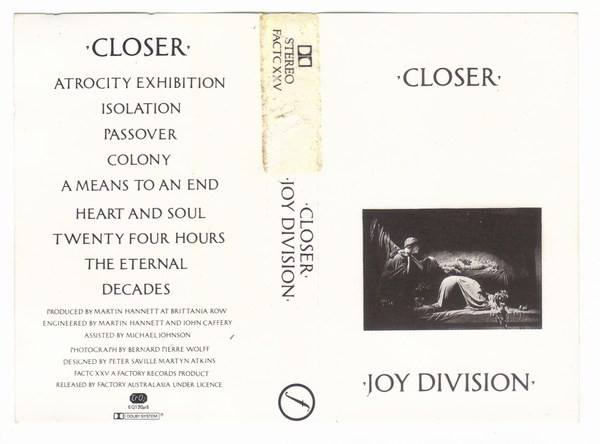 ·CLOSER·
ATROCITY EXHIBITION
ISOLATION
PASSOVER
COLONY
A MEANS TO AN END
HEART AND SOUL
TWENTY FOUR HOURS
THE ETERNAL
DECADES
PRODUCED BY MARTIN HANNETT AT BRITTANIA ROW
ENGINEERED BY MARTIN HANNETT AND JOHN CAFFERY
ASSISTED BY MICHAEL JOHNSON
PHOTOGRAPH BY BERNARD PIERRE WOLFF
DESIGNED BY PETER SAVILLE MARTYN ATKINS
FACTC XXV A FACTORY RECORDS PRODUCT
RELEASED BY FACTORY AUSTRALASIA UNDER LICENCE
DOLBY SYSTEM
STEREO
FACTC XXV
·CLOSER·
·JOY DIVISION·
·CLOSER·
·JOY DIVISION·